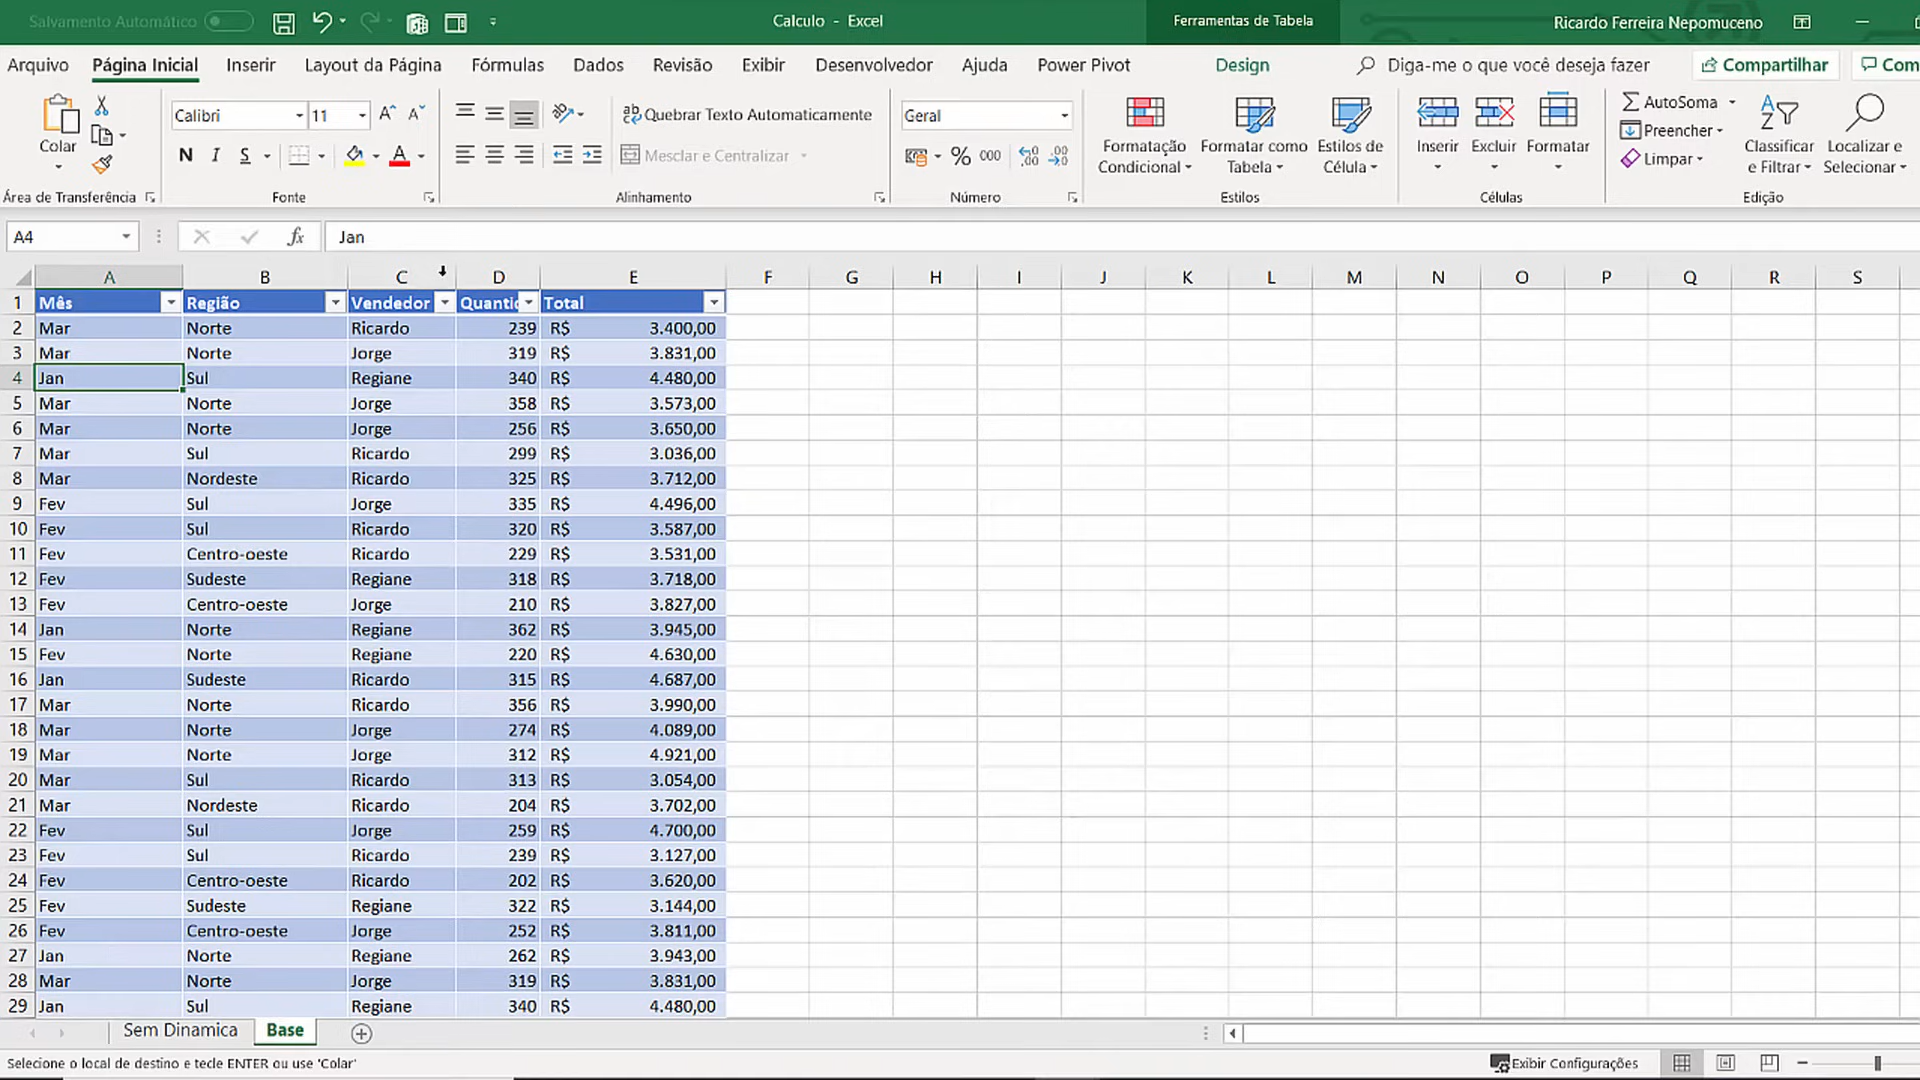 Salvamento Automático
Calculo - Excel
Ferramentas de Tabela
Ricardo Ferreira Nepomuceno
Arquivo Página Inicial Inserir Layout da Página Fórmulas Dados Revisão Exibir Desenvolvedor Ajuda Power Pivot Design Diga-me o que você deseja fazer Compartilhar Com
Colar
Área de Transferência
Calibri 11
N I S
Fonte
Quebrar Texto Automaticamente
Mesclar e Centralizar
Alinhamento
Geral
% 000
Número
Formatação Condicional
Formatar como Tabela
Estilos de Célula
Estilos
Inserir Excluir Formatar
Células
AutoSoma
Preencher
Limpar
Classificar e Filtrar
Localizar e Selecionar
Edição
A4 fx Jan
A B C D E F G H I J K L M N O P Q R S
1 Mês Região Vendedor Quantid Total
2 Mar Norte Ricardo 239 R$ 3.400,00
3 Mar Norte Jorge 319 R$ 3.831,00
4 Jan Sul Regiane 340 R$ 4.480,00
5 Mar Norte Jorge 358 R$ 3.573,00
6 Mar Norte Jorge 256 R$ 3.650,00
7 Mar Sul Ricardo 299 R$ 3.036,00
8 Mar Nordeste Ricardo 325 R$ 3.712,00
9 Fev Sul Jorge 335 R$ 4.496,00
10 Fev Sul Ricardo 320 R$ 3.587,00
11 Fev Centro-oeste Ricardo 229 R$ 3.531,00
12 Fev Sudeste Regiane 318 R$ 3.718,00
13 Fev Centro-oeste Jorge 210 R$ 3.827,00
14 Jan Norte Regiane 362 R$ 3.945,00
15 Fev Norte Regiane 220 R$ 4.630,00
16 Jan Sudeste Ricardo 315 R$ 4.687,00
17 Mar Norte Ricardo 356 R$ 3.990,00
18 Mar Norte Jorge 274 R$ 4.089,00
19 Mar Norte Jorge 312 R$ 4.921,00
20 Mar Sul Ricardo 313 R$ 3.054,00
21 Mar Nordeste Ricardo 204 R$ 3.702,00
22 Fev Sul Jorge 259 R$ 4.700,00
23 Fev Sul Ricardo 239 R$ 3.127,00
24 Fev Centro-oeste Ricardo 202 R$ 3.620,00
25 Fev Sudeste Regiane 322 R$ 3.144,00
26 Fev Centro-oeste Jorge 252 R$ 3.811,00
27 Jan Norte Regiane 262 R$ 3.943,00
28 Mar Norte Jorge 319 R$ 3.831,00
29 Jan Sul Regiane 340 R$ 4.480,00
Sem Dinamica Base
Selecione o local de destino e tecle ENTER ou use 'Colar'
Exibir Configurações